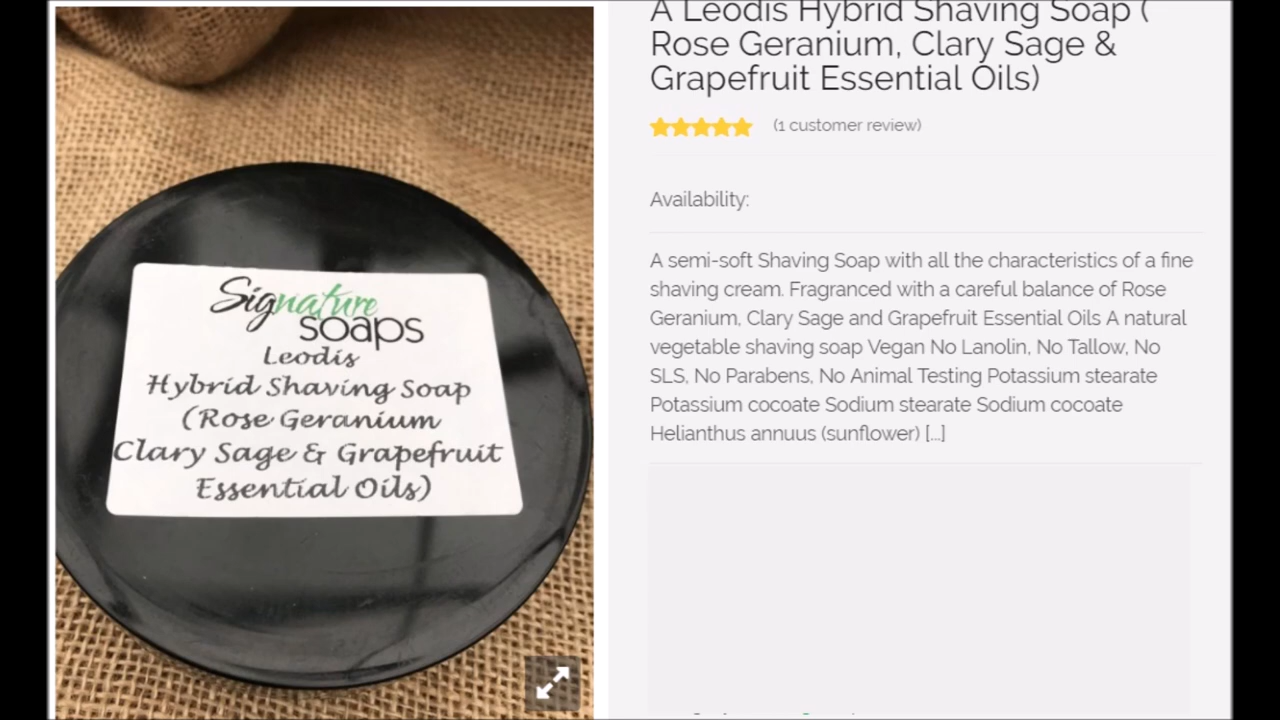 Signature
soaps
Leodis
Hybrid Shaving Soap
(Rose Geranium
Clary Sage & Grapefruit
Essential Oils)
A Leodis Hybrid Shaving Soap (
Rose Geranium, Clary Sage &
Grapefruit Essential Oils)
(1 customer review)
Availability:
A semi-soft Shaving Soap with all the characteristics of a fine
shaving cream. Fragranced with a careful balance of Rose
Geranium, Clary Sage and Grapefruit Essential Oils A natural
vegetable shaving soap Vegan No Lanolin, No Tallow, No
SLS, No Parabens, No Animal Testing Potassium stearate
Potassium cocoate Sodium stearate Sodium cocoate
Helianthus annuus (sunflower) [...]